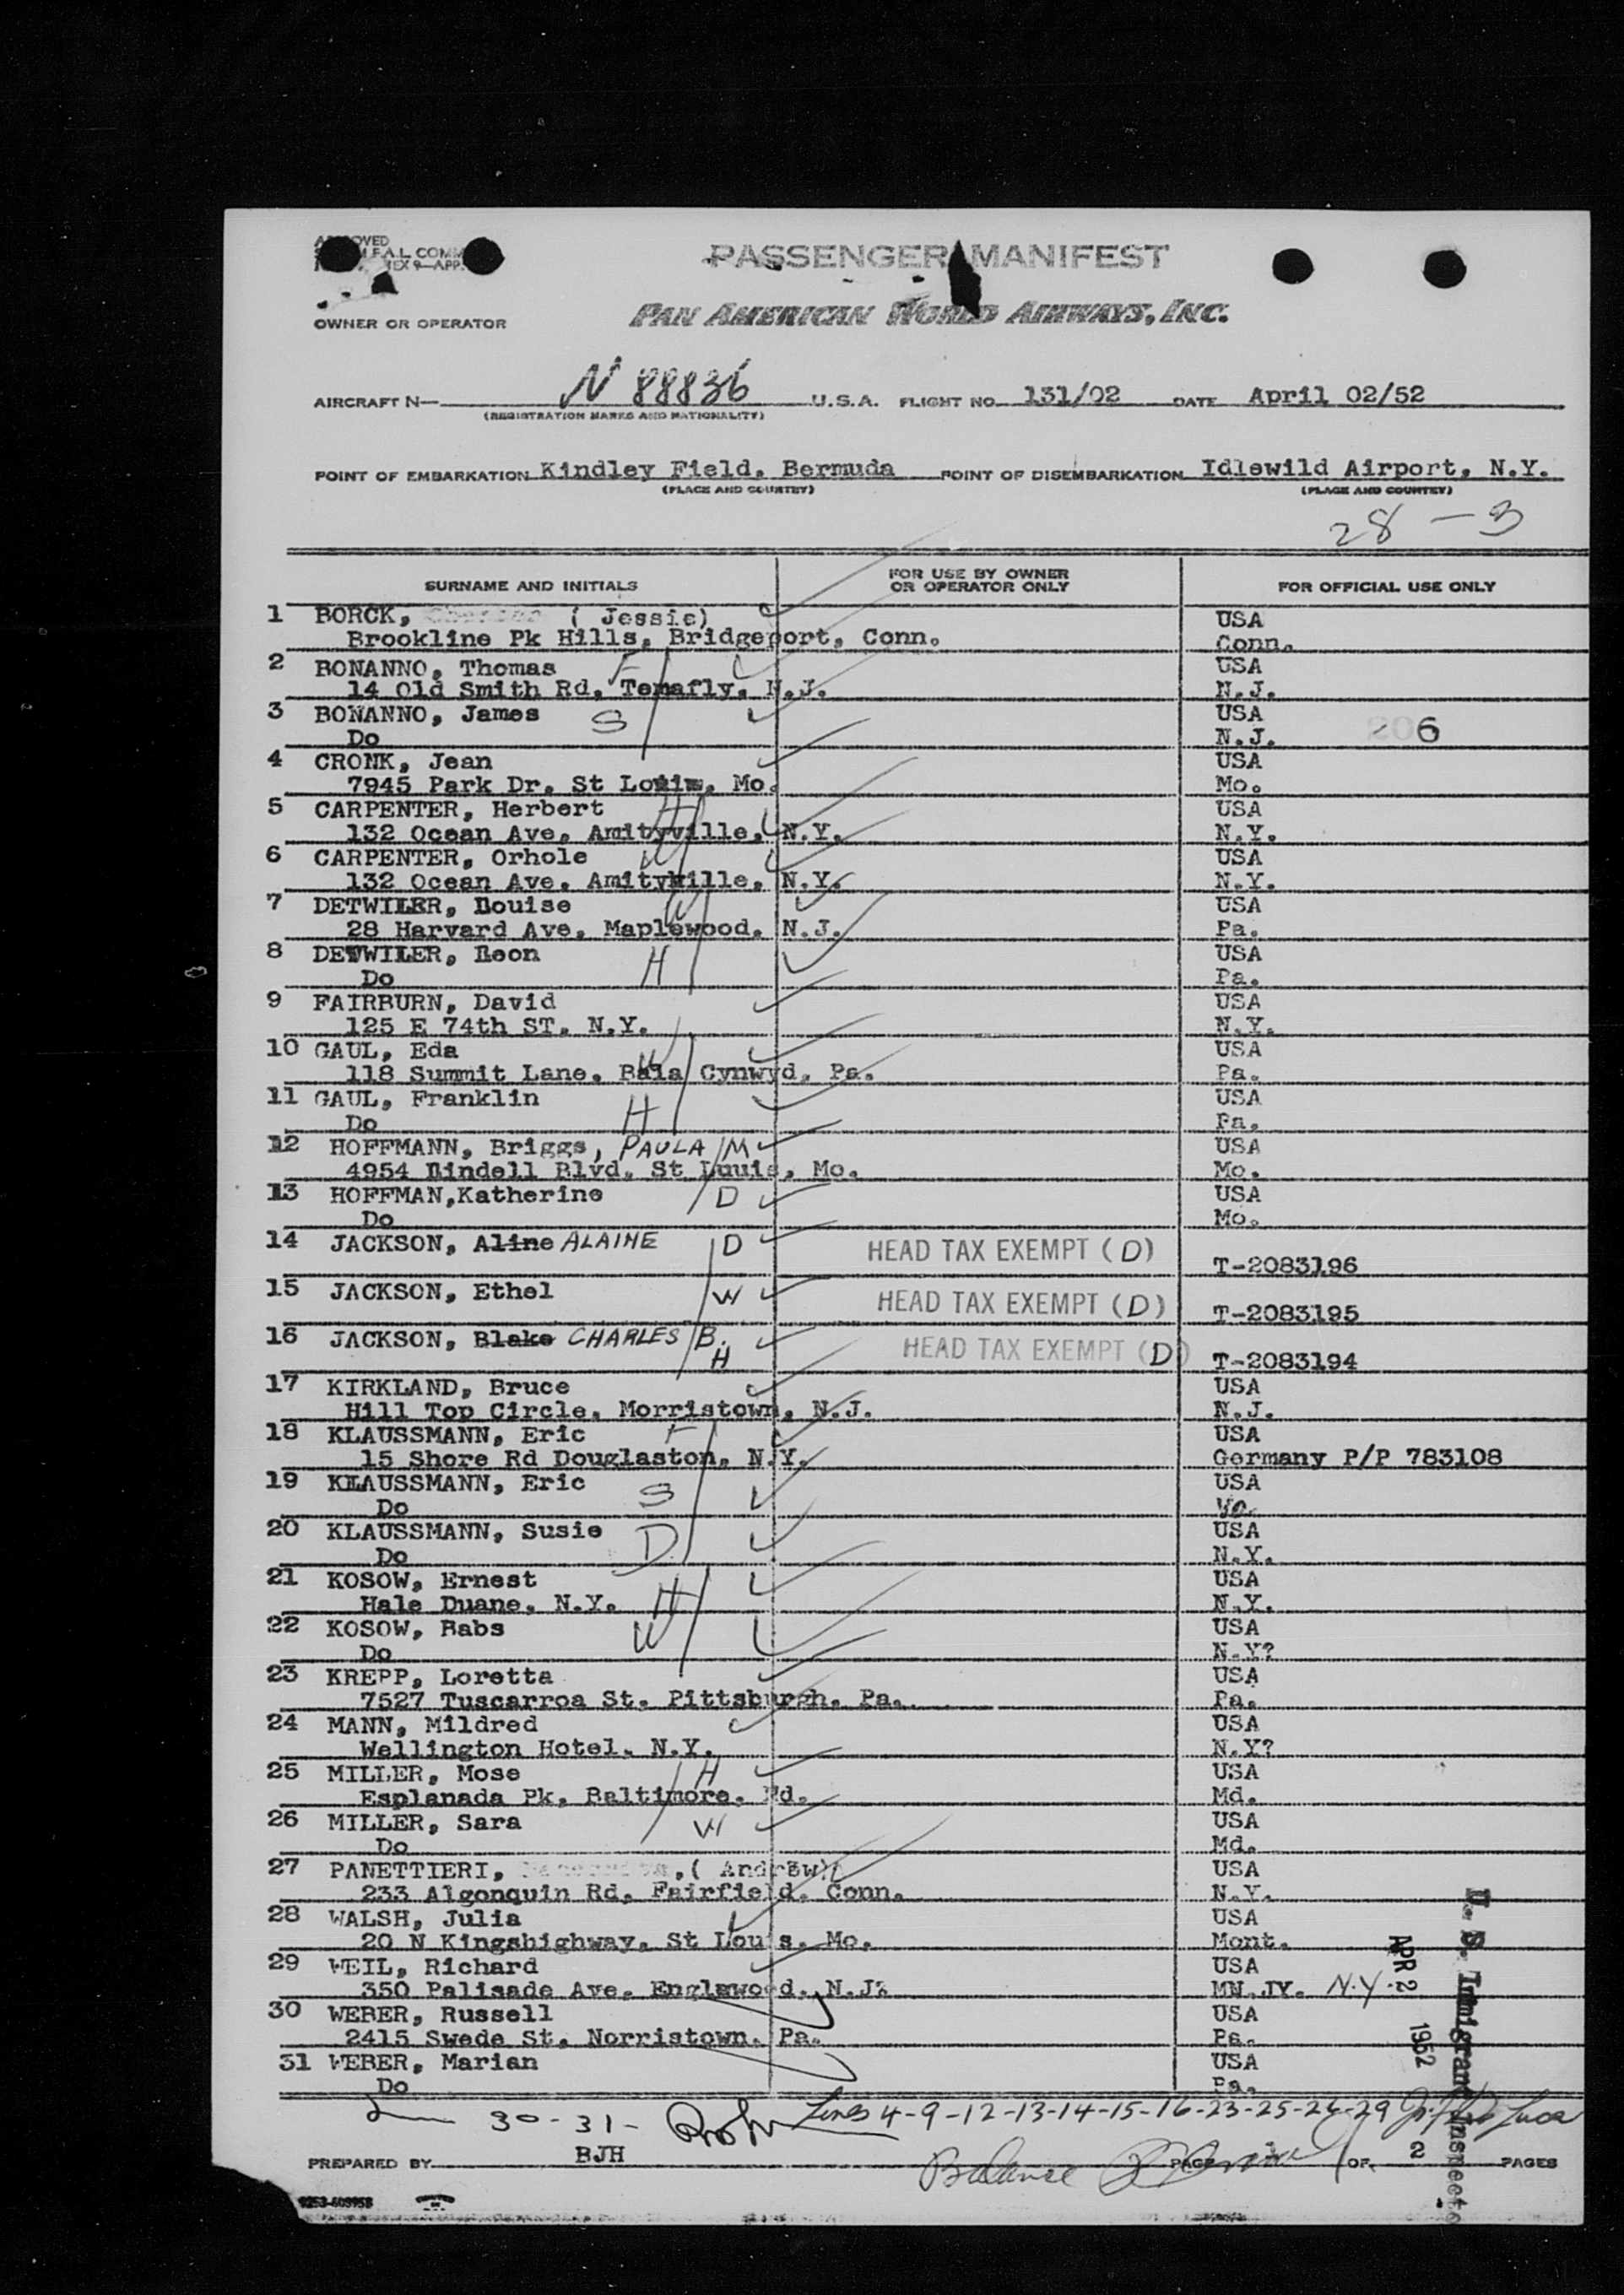 PASSENGER MANIFEST
PAN AMERICAN WORLD AIRWAYS, INC.
OWNER OR OPERATOR
AIRCRAFT N— N 88836 U.S.A. FLIGHT NO. 131/02 DATE April 02/52
(REGISTRATION MARKS AND NATIONALITY)
POINT OF EMBARKATION Kindley Field, Bermuda POINT OF DISEMBARKATION Idlewild Airport, N.Y.
(PLACE AND COUNTRY) (PLACE AND COUNTRY)
28 - 3
SURNAME AND INITIALS FOR USE BY OWNER OR OPERATOR ONLY FOR OFFICIAL USE ONLY
1 BORCK, ( Jessie) USA
Brookline Pk Hills, Bridgeport, Conn. Conn.
2 BONANNO, Thomas F USA
14 Old Smith Rd, Tenafly, N.J. N.J.
3 BONANNO, James S USA
Do N.J. 6
4 CRONK, Jean USA
7945 Park Dr. St Louis, Mo. Mo.
5 CARPENTER, Herbert H USA
132 Ocean Ave, Amityville, N.Y. N.Y.
6 CARPENTER, Orhole W USA
132 Ocean Ave. Amityville, N.Y. N.Y.
7 DETWILER, Louise W USA
28 Harvard Ave, Maplewood, N.J. Pa.
8 DETWILER, Leon H USA
Do Pa.
9 FAIRBURN, David USA
125 E 74th ST. N.Y. N.Y.
10 GAUL, Eda W USA
118 Summit Lane. Bala Cynwyd, Pa. Pa.
11 GAUL, Franklin H USA
Do Pa.
12 HOFFMANN, Briggs, PAULA M USA
4954 Lindell Blvd. St Louis, Mo. Mo.
13 HOFFMAN,Katherine D USA
Do Mo.
14 JACKSON, Aline ALAINE D HEAD TAX EXEMPT (D)
T-2083196
15 JACKSON, Ethel W HEAD TAX EXEMPT (D)
T-2083195
16 JACKSON, Blake CHARLES B. H HEAD TAX EXEMPT (D)
T-2083194
17 KIRKLAND, Bruce USA
Hill Top Circle, Morristown, N.J. N.J.
18 KLAUSSMANN, Eric F USA
15 Shore Rd Douglaston, N.Y. Germany P/P 783108
19 KLAUSSMANN, Eric S USA
Do
20 KLAUSSMANN, Susie D USA
Do N.Y.
21 KOSOW, Ernest H USA
Hale Duane, N.Y. N.Y.
22 KOSOW, Babs W USA
Do N.Y?
23 KREPP, Loretta USA
7527 Tuscarroa St. Pittsburgh, Pa. Pa.
24 MANN, Mildred USA
Wellington Hotel. N.Y. N.Y?
25 MILLER, Mose H USA
Esplanada Pk, Baltimore. Md. Md.
26 MILLER, Sara W USA
Do Md.
27 PANETTIERI, ,( Andrew) USA
233 Algonquin Rd, Fairfield, Conn. N.Y.
28 WALSH, Julia USA
20 N Kingshighway, St Louis, Mo. Mont.
29 WEIL, Richard USA
350 Palisade Ave. Englewood, N.J? N.Y.
30 WEBER, Russell USA
2415 Swede St, Norristown, Pa. Pa.
31 WEBER, Marian USA
Do Pa.
U. S. Immigrant Inspector
APR 2 1952
30-31- Lines 4-9-12-13-14-15-16-23-25-26-29
Balance
PREPARED BY BJH PAGE 1 OF 2 PAGES